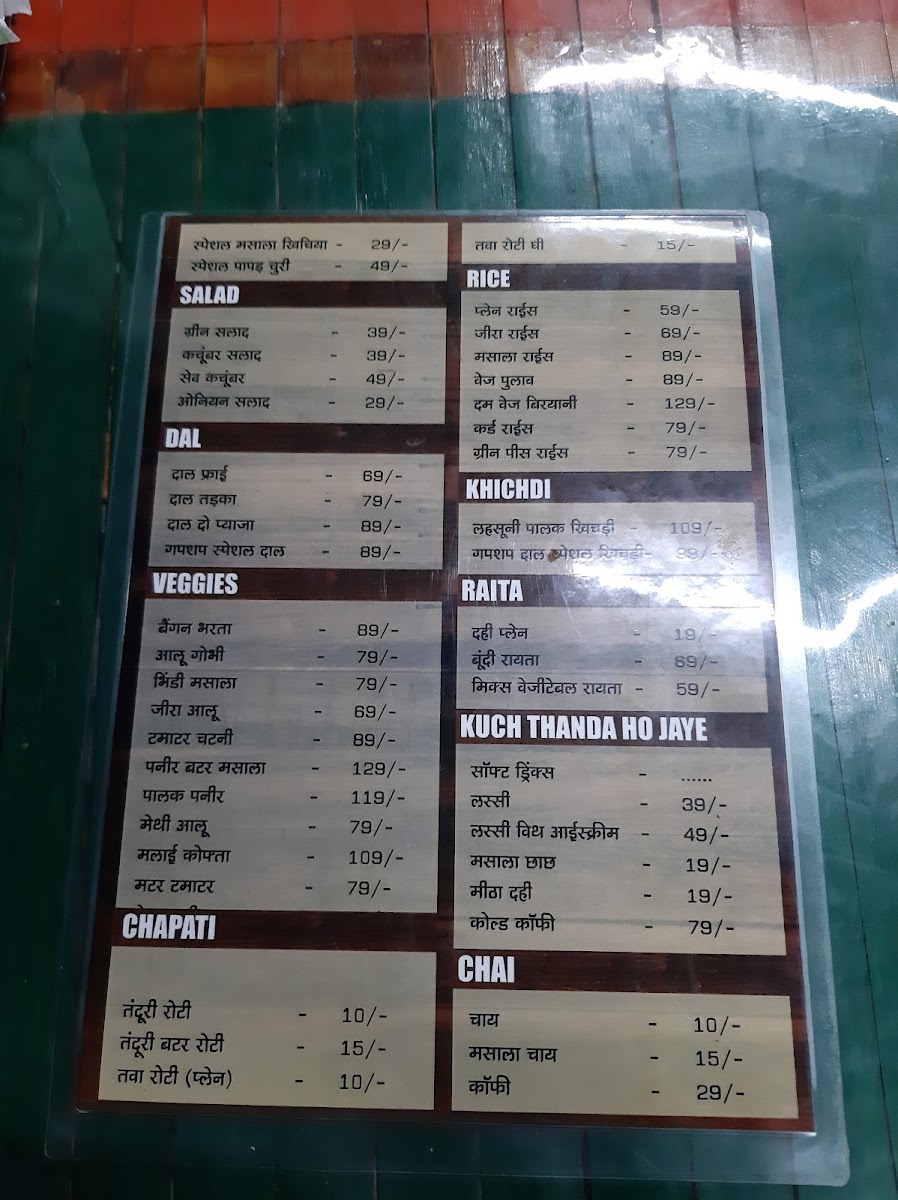 स्पेशल मसाला खिचिया - 29/-
स्पेशल पापड़ चुरी - 49/-
SALAD
ग्रीन सलाद - 39/-
कचूंबर सलाद - 39/-
सेव कचूंबर - 49/-
ओनियन सलाद - 29/-
DAL
दाल फ्राई - 69/-
दाल तड़का - 79/-
दाल दो प्याजा - 89/-
गपशप स्पेशल दाल - 89/-
VEGGIES
बैंगन भरता - 89/-
आलू गोभी - 79/-
भिंडी मसाला - 79/-
जीरा आलू - 69/-
टमाटर चटनी - 89/-
पनीर बटर मसाला - 129/-
पालक पनीर - 119/-
मेथी आलू - 79/-
मलाई कोफ्ता - 109/-
मटर टमाटर - 79/-
CHAPATI
तंदूरी रोटी - 10/-
तंदूरी बटर रोटी - 15/-
तवा रोटी (प्लेन) - 10/-
तवा रोटी घी - 15/-
RICE
प्लेन राईस - 59/-
जीरा राईस - 69/-
मसाला राईस - 89/-
वेज पुलाव - 89/-
दम वेज बिरयानी - 129/-
कर्ड राईस - 79/-
ग्रीन पीस राईस - 79/-
KHICHDI
लहसूनी पालक खिचड़ी - 109/-
गपशप दाल स्पेशल खिचड़ी- 99/-
RAITA
दही प्लेन - 19/-
बूंदी रायता - 69/-
मिक्स वेजीटेबल रायता - 59/-
KUCH THANDA HO JAYE
सॉफ्ट ड्रिंक्स - ......
लस्सी - 39/-
लस्सी विथ आईस्क्रीम - 49/-
मसाला छाछ - 19/-
मीठा दही - 19/-
कोल्ड कॉफी - 79/-
CHAI
चाय - 10/-
मसाला चाय - 15/-
कॉफी - 29/-